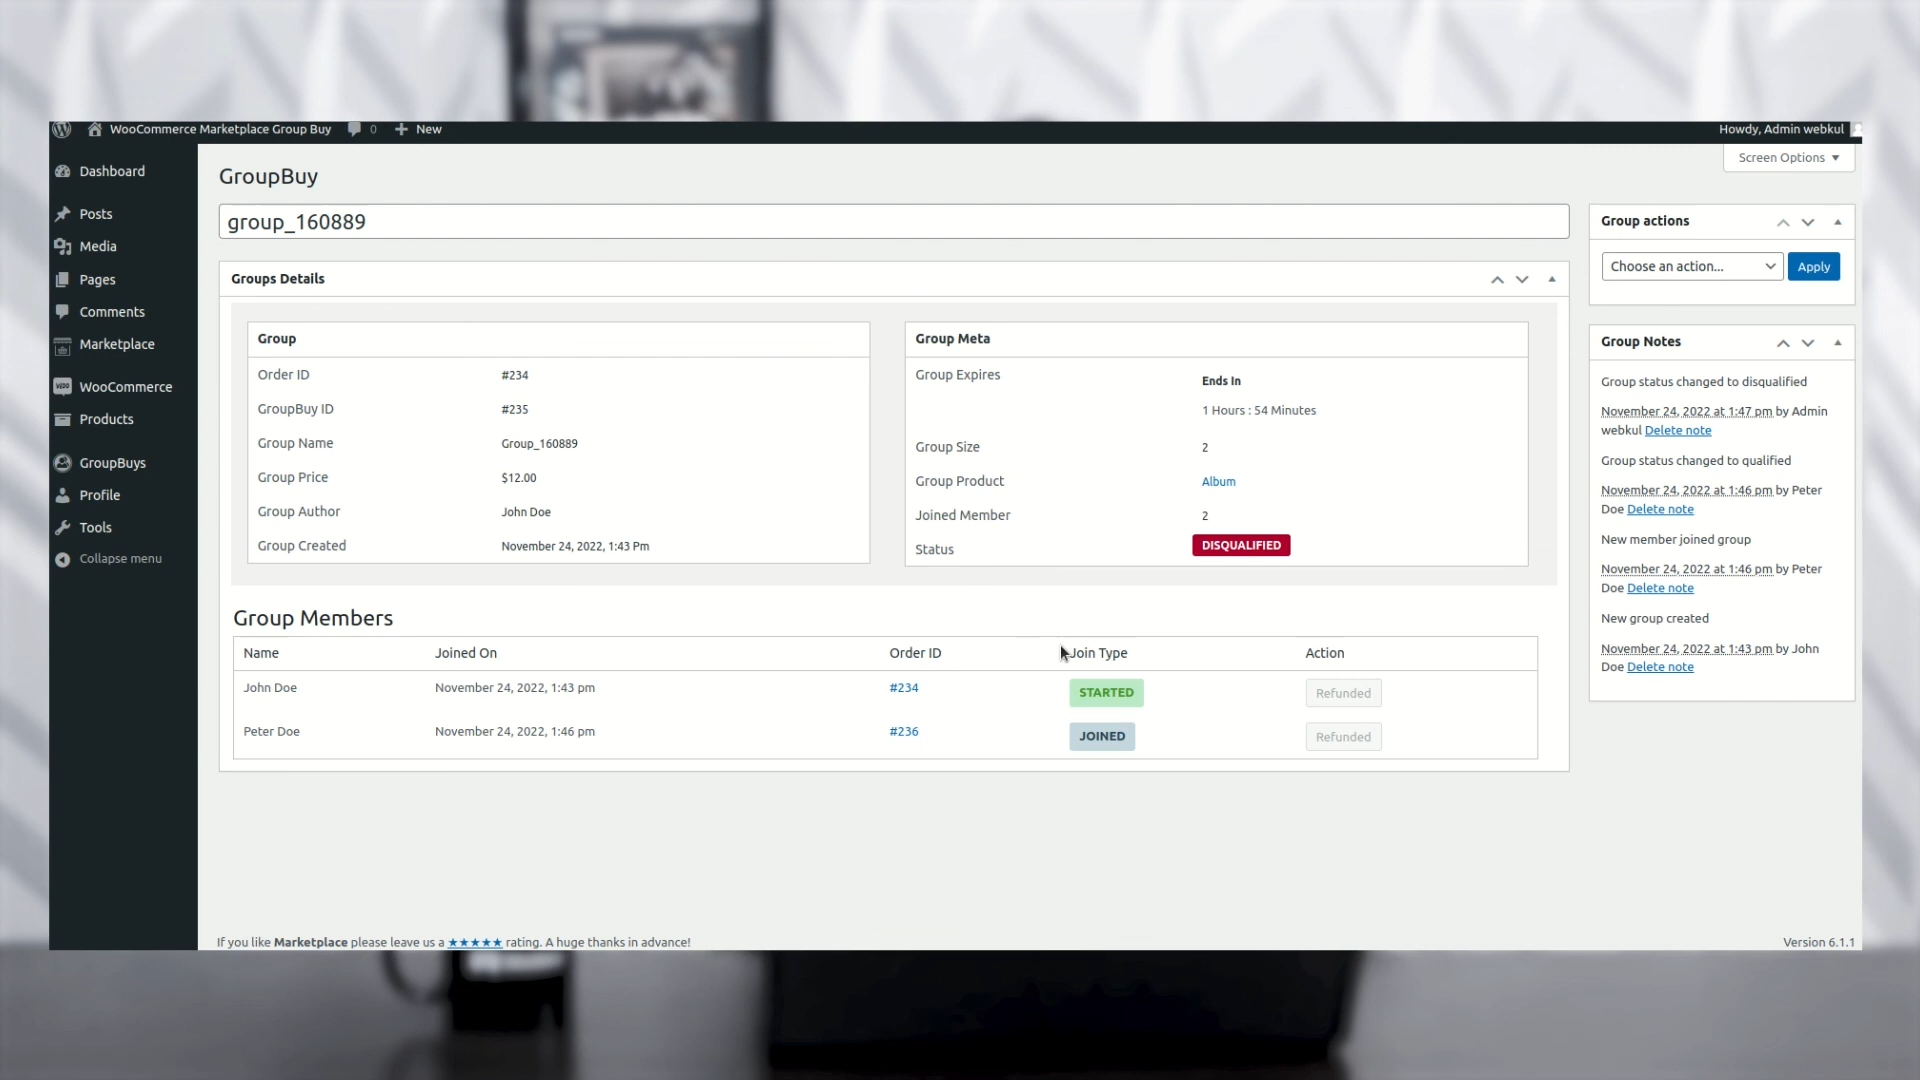 WooCommerce Marketplace Group Buy 0 New
Howdy, Admin webkul
Screen Options
Dashboard
Posts
Media
Pages
Comments
Marketplace
WooCommerce
Products
GroupBuys
Profile
Tools
Collapse menu
GroupBuy
group_160889
Groups Details
Group
Order ID #234
GroupBuy ID #235
Group Name Group_160889
Group Price $12.00
Group Author John Doe
Group Created November 24, 2022, 1:43 Pm
Group Meta
Group Expires Ends In
1 Hours : 54 Minutes
Group Size 2
Group Product Album
Joined Member 2
Status DISQUALIFIED
Group Members
Name Joined On Order ID Join Type Action
John Doe November 24, 2022, 1:43 pm #234 STARTED Refunded
Peter Doe November 24, 2022, 1:46 pm #236 JOINED Refunded
Group actions
Choose an action... Apply
Group Notes
Group status changed to disqualified
November 24, 2022 at 1:47 pm by Admin
webkul Delete note
Group status changed to qualified
November 24, 2022 at 1:46 pm by Peter
Doe Delete note
New member joined group
November 24, 2022 at 1:46 pm by Peter
Doe Delete note
New group created
November 24, 2022 at 1:43 pm by John
Doe Delete note
If you like Marketplace please leave us a ★★★★★ rating. A huge thanks in advance!
Version 6.1.1